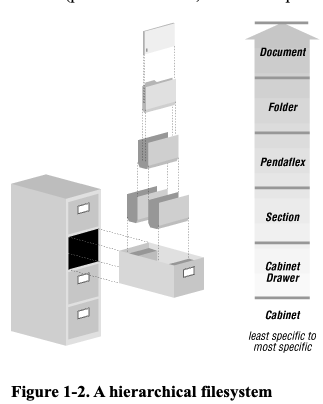 Document
Folder
Pendaflex
Section
Cabinet
Drawer
Cabinet
least specific to
most specific
Figure 1-2. A hierarchical filesystem